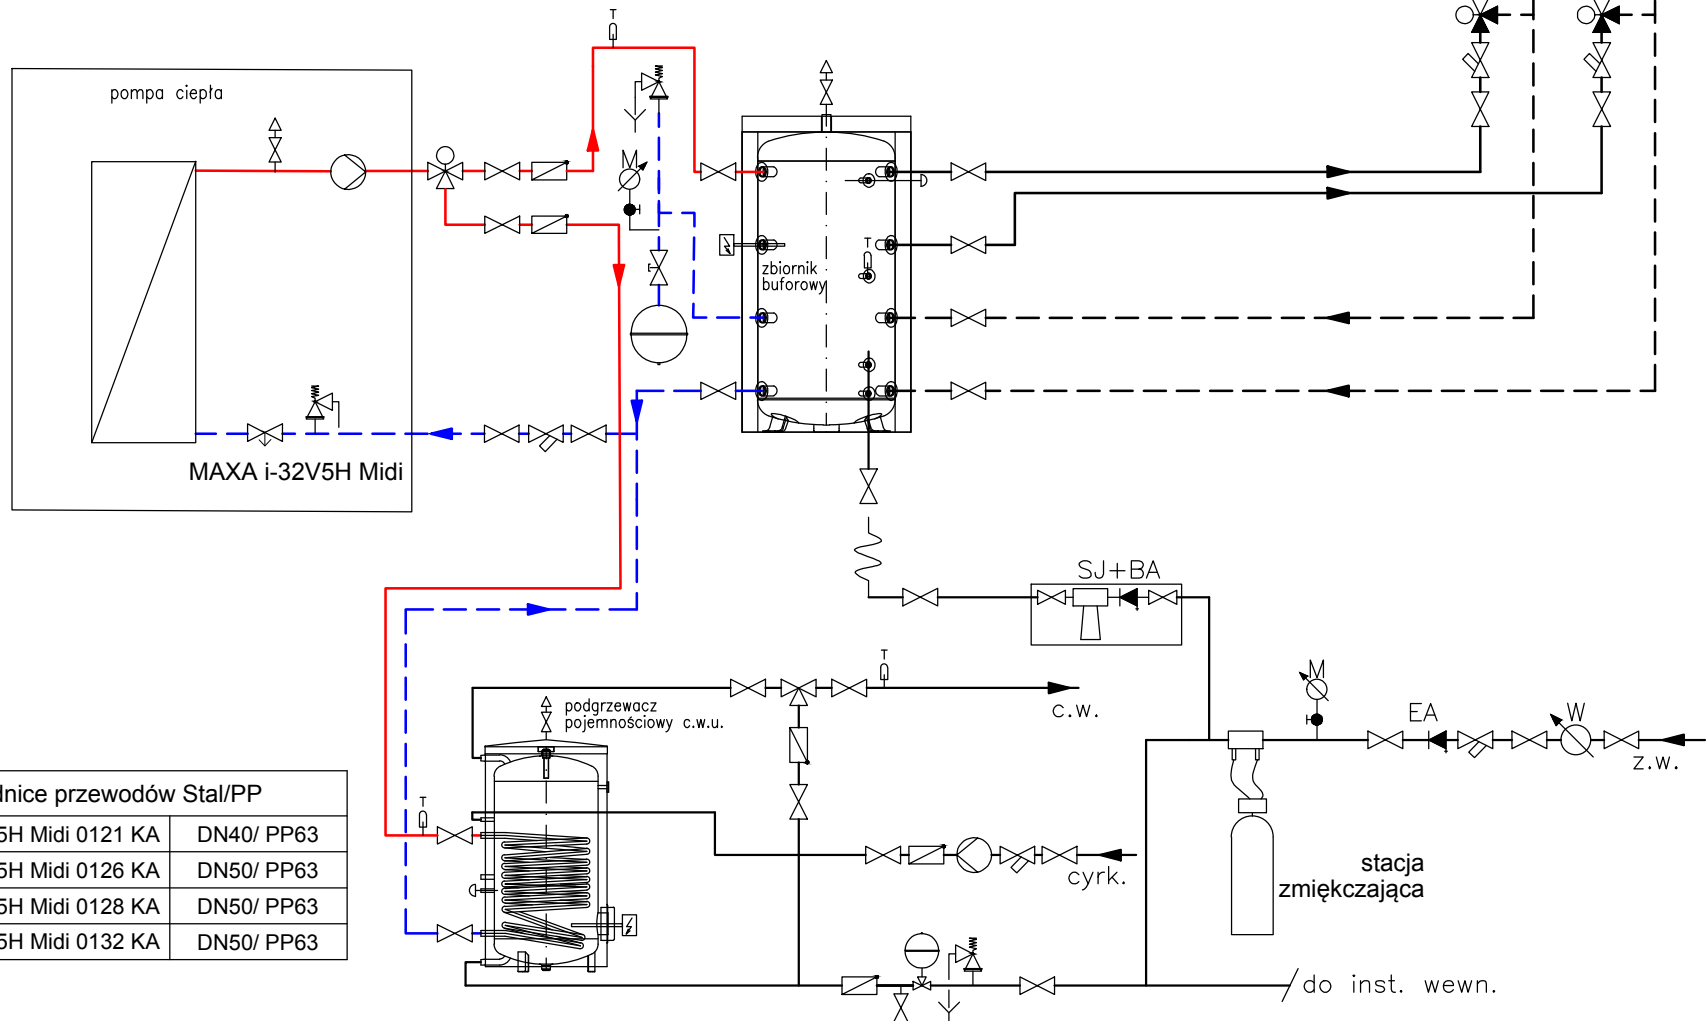 T
pompa ciepła
M
zbiornik
buforowy
T
MAXA i-32V5H Midi
SJ+BA
T
podgrzewacz
pojemnościowy c.w.u.
c.w.
M
EA
W
z.w.
dnice przewodów Stal/PP
5H Midi 0121 KA DN40/ PP63
5H Midi 0126 KA DN50/ PP63
5H Midi 0128 KA DN50/ PP63
5H Midi 0132 KA DN50/ PP63
T
cyrk.
stacja
zmiękczająca
do inst. wewn.